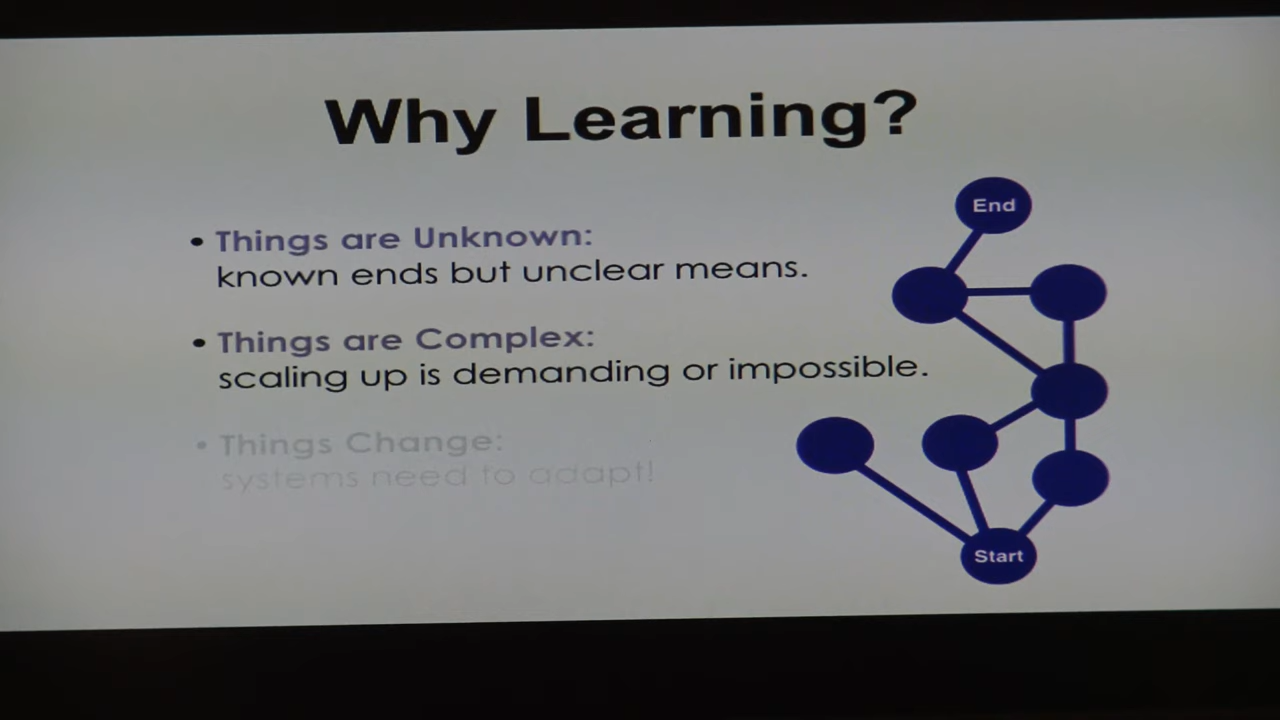 Why Learning?
• Things are Unknown:
known ends but unclear means.
• Things are Complex:
scaling up is demanding or impossible.
• Things Change:
systems need to adapt!
End
Start